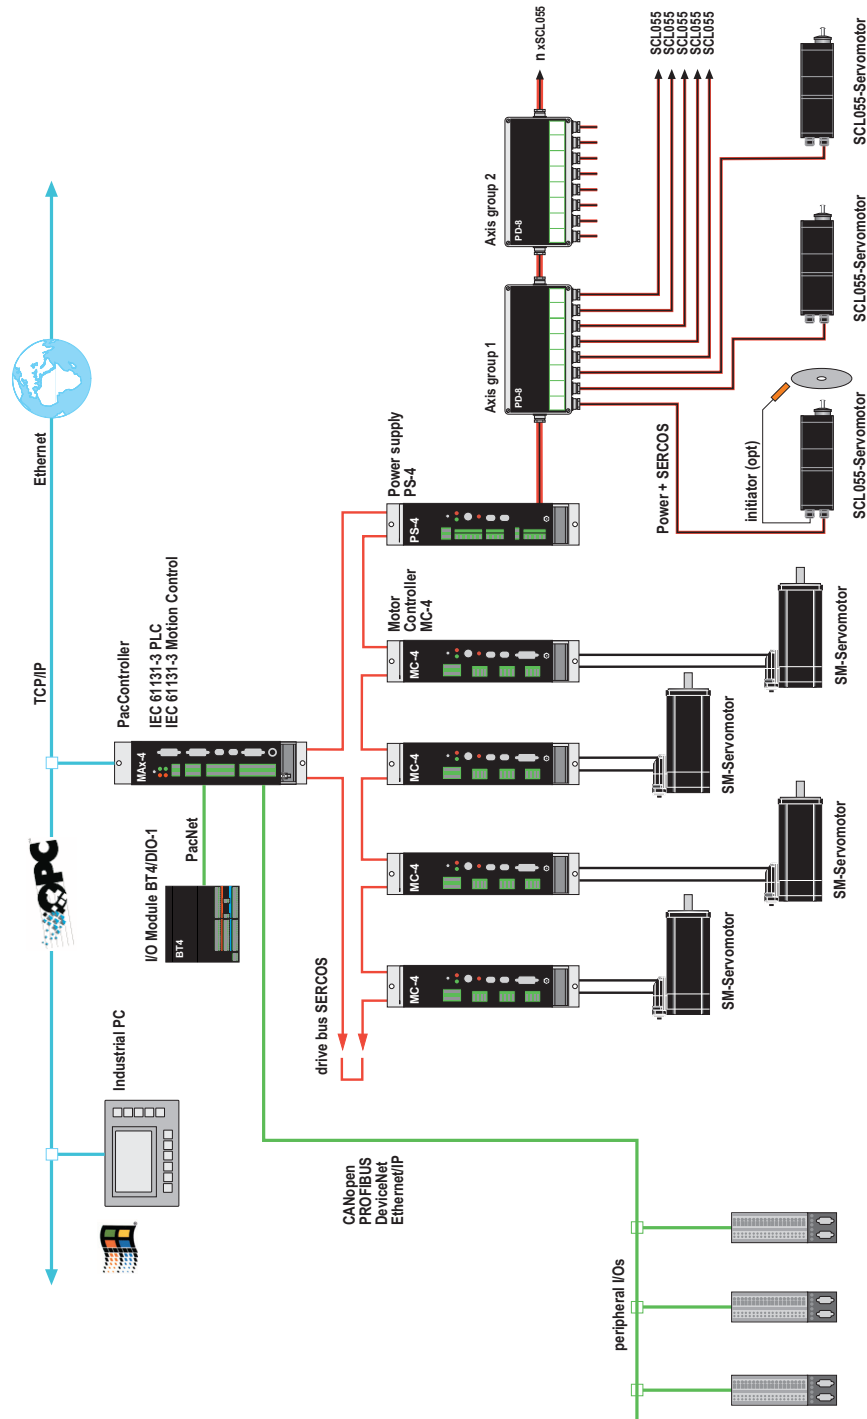 TCP/IP
Ethernet
OPC
Industrial PC
I/O Module BT4/DIO-1
BT4
PacNet
PacController
IEC 61131-3 PLC
IEC 61131-3 Motion Control
MAx-4
drive bus SERCOS
CANopen
PROFIBUS
DeviceNet
Ethernet/IP
peripheral I/Os
MC-4
MC-4
MC-4
MC-4
Motor
Controller
MC-4
Power supply
PS-4
PS-4
SM-Servomotor
SM-Servomotor
SM-Servomotor
SM-Servomotor
Axis group 1
PD-8
Axis group 2
PD-8
n xSCL055
SCL055
SCL055
SCL055
SCL055
SCL055
Power + SERCOS
initiator (opt)
SCL055-Servomotor
SCL055-Servomotor
SCL055-Servomotor